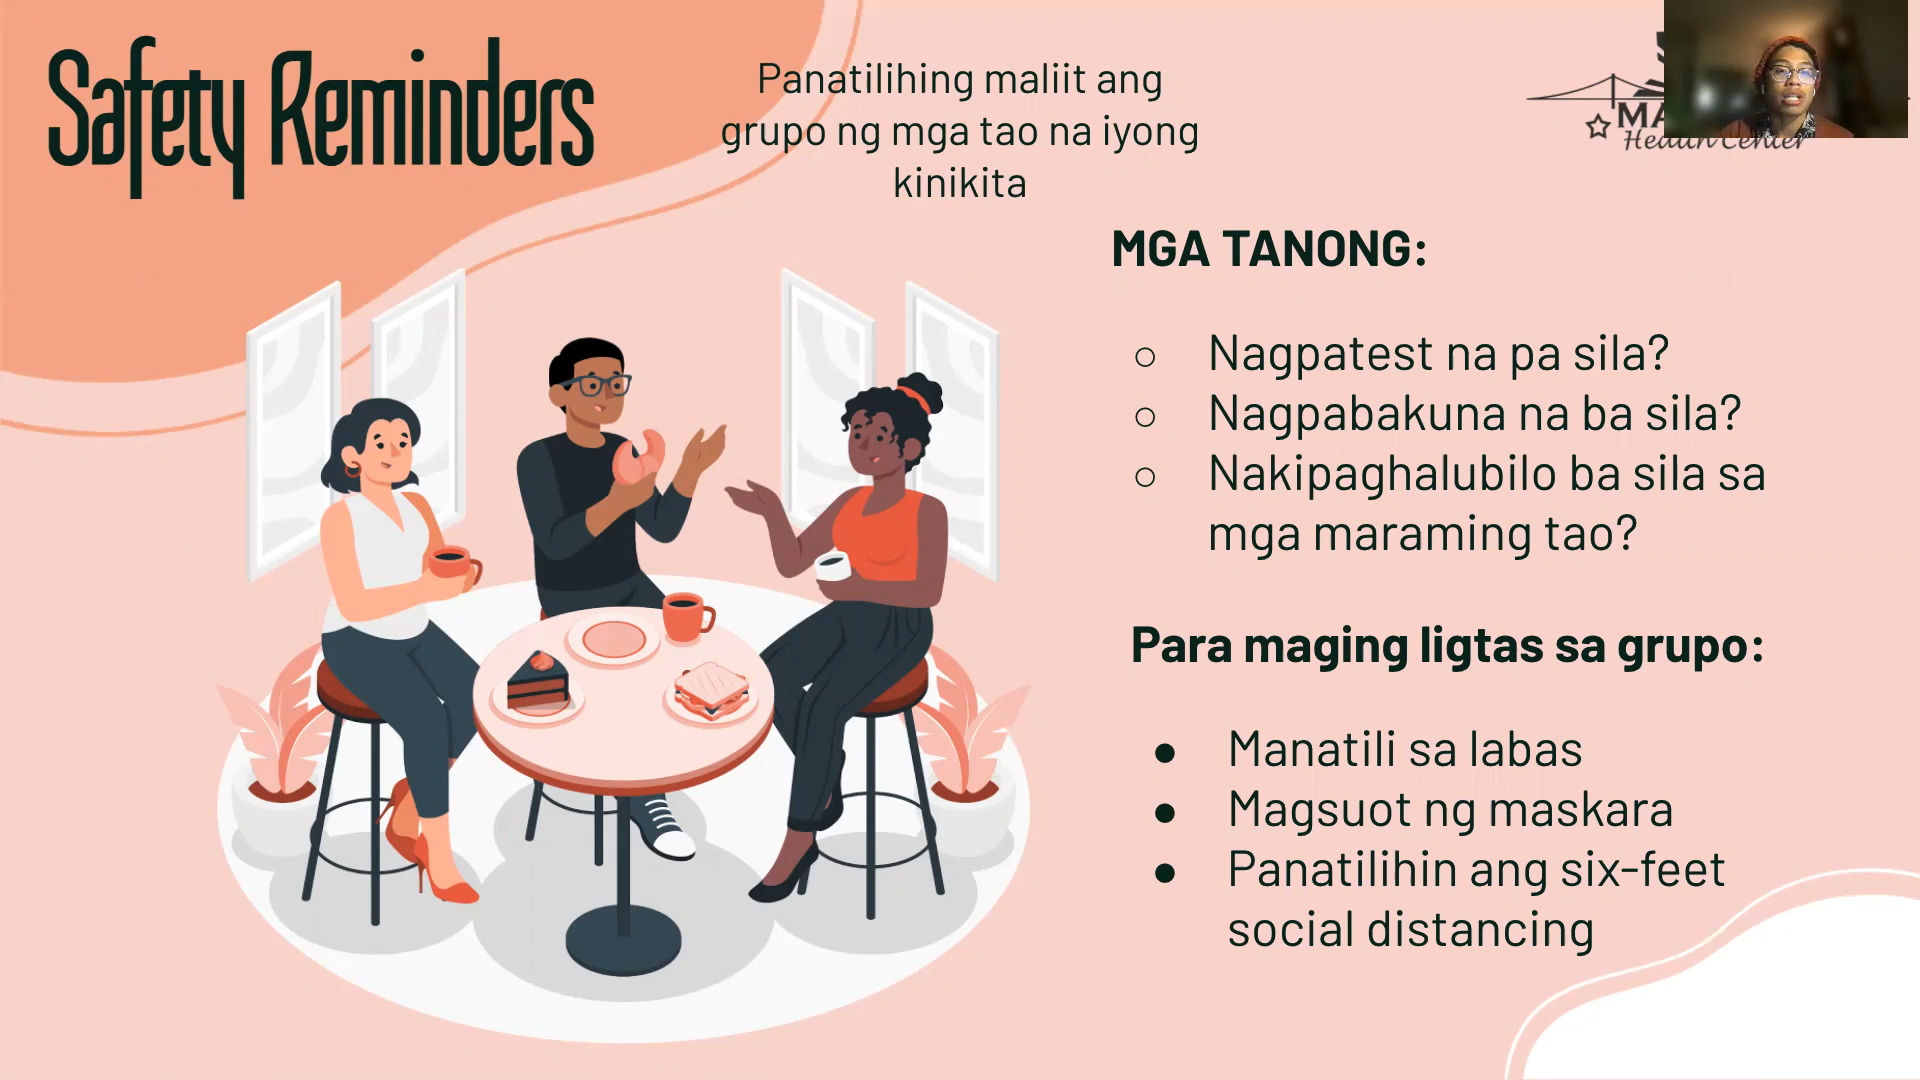 Safety Reminders
Panatilihing maliit ang
grupo ng mga tao na iyong
kinikita
Health Center
MGA TANONG:
○ Nagpatest na pa sila?
○ Nagpabakuna na ba sila?
○ Nakipaghalubilo ba sila sa
mga maraming tao?
Para maging ligtas sa grupo:
● Manatili sa labas
● Magsuot ng maskara
● Panatilihin ang six-feet
social distancing